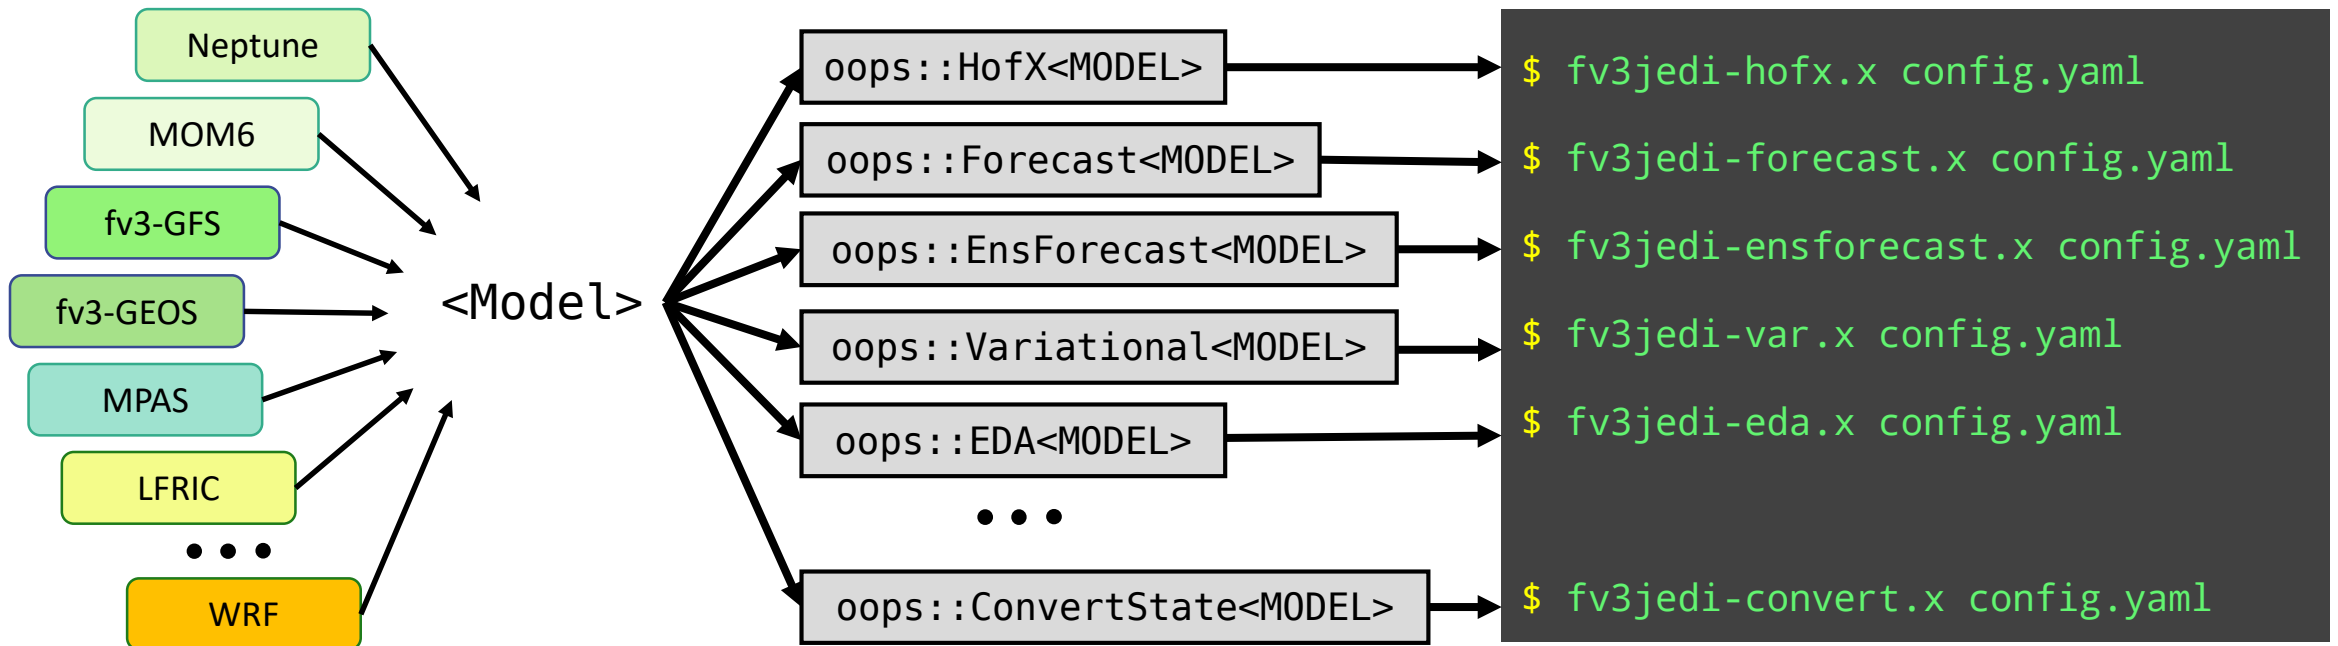 Neptune
MOM6
fv3-GFS
fv3-GEOS
MPAS
LFRIC
...
WRF
<Model>
oops::HofX<MODEL>
oops::Forecast<MODEL>
oops::EnsForecast<MODEL>
oops::Variational<MODEL>
oops::EDA<MODEL>
...
oops::ConvertState<MODEL>
$ fv3jedi-hofx.x config.yaml
$ fv3jedi-forecast.x config.yaml
$ fv3jedi-ensforecast.x config.yaml
$ fv3jedi-var.x config.yaml
$ fv3jedi-eda.x config.yaml
$ fv3jedi-convert.x config.yaml